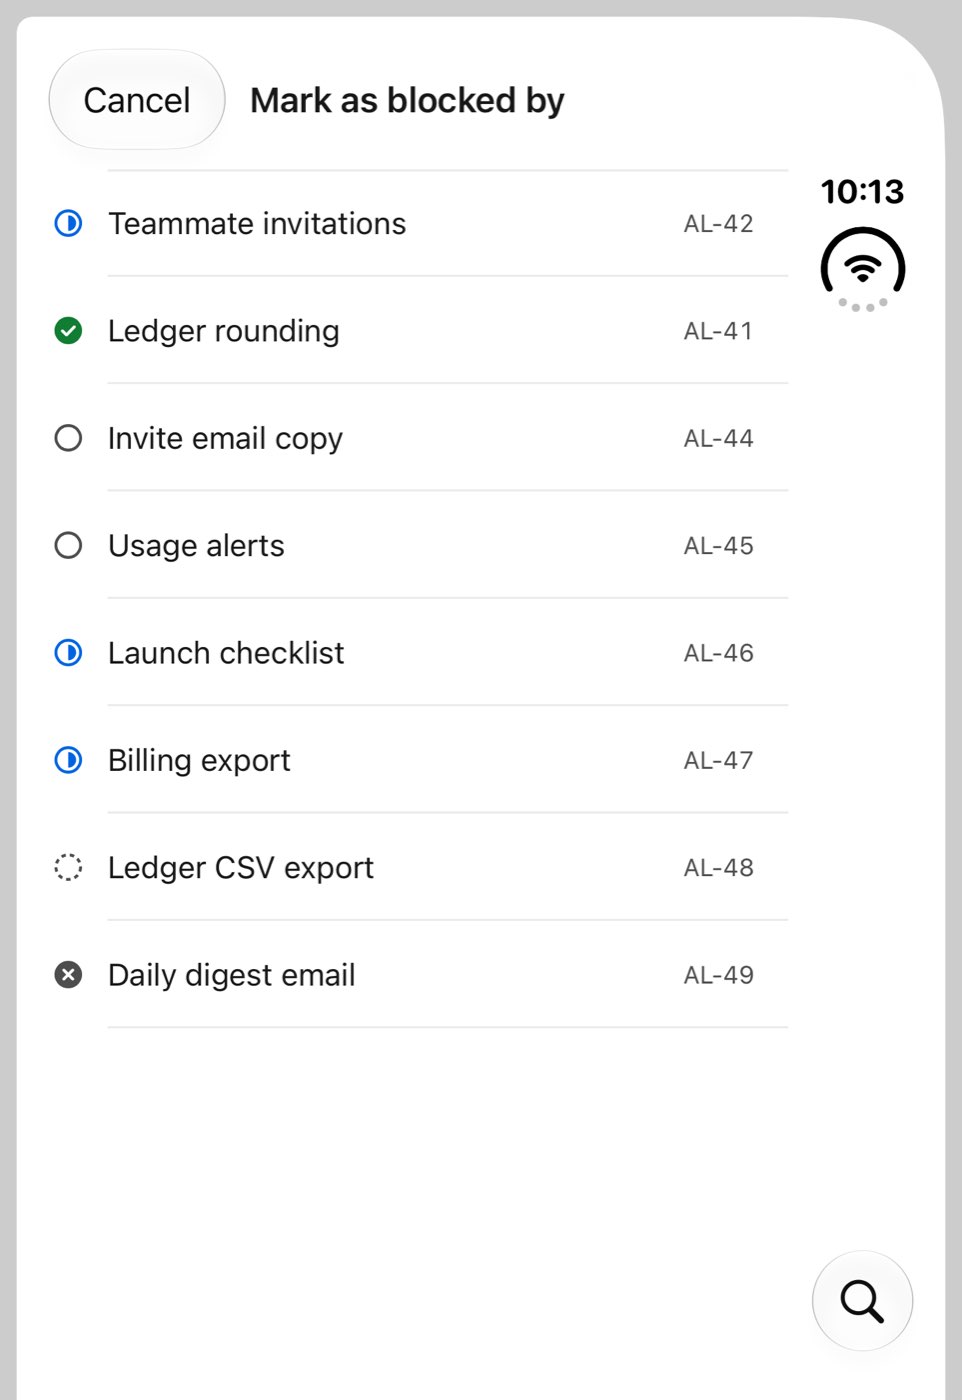 Cancel Mark as blocked by
10:13
Teammate invitations AL-42
Ledger rounding AL-41
Invite email copy AL-44
Usage alerts AL-45
Launch checklist AL-46
Billing export AL-47
Ledger CSV export AL-48
Daily digest email AL-49